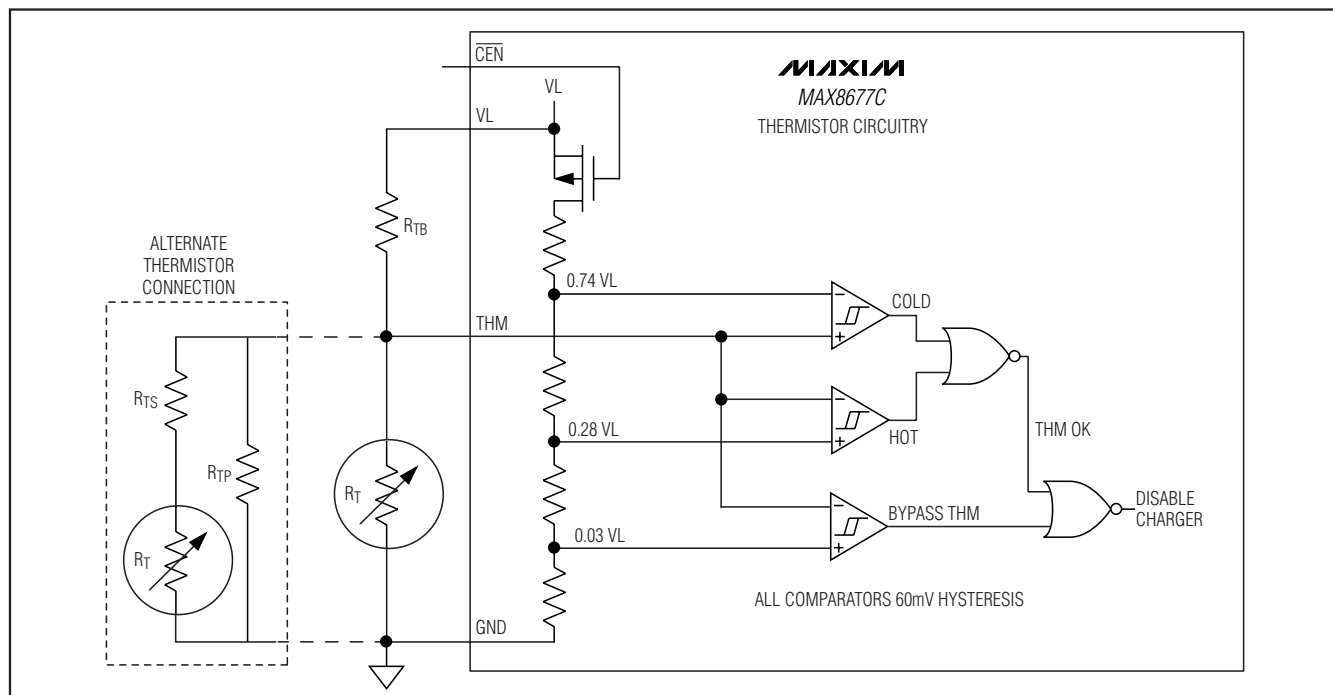 C̅E̅N̅
MAXIM
MAX8677C
THERMISTOR CIRCUITRY
VL
VL
RTB
ALTERNATE
THERMISTOR
CONNECTION
0.74 VL
COLD
THM
RTS
RTP
RT
RT
0.28 VL
HOT
THM OK
DISABLE
CHARGER
BYPASS THM
0.03 VL
ALL COMPARATORS 60mV HYSTERESIS
GND